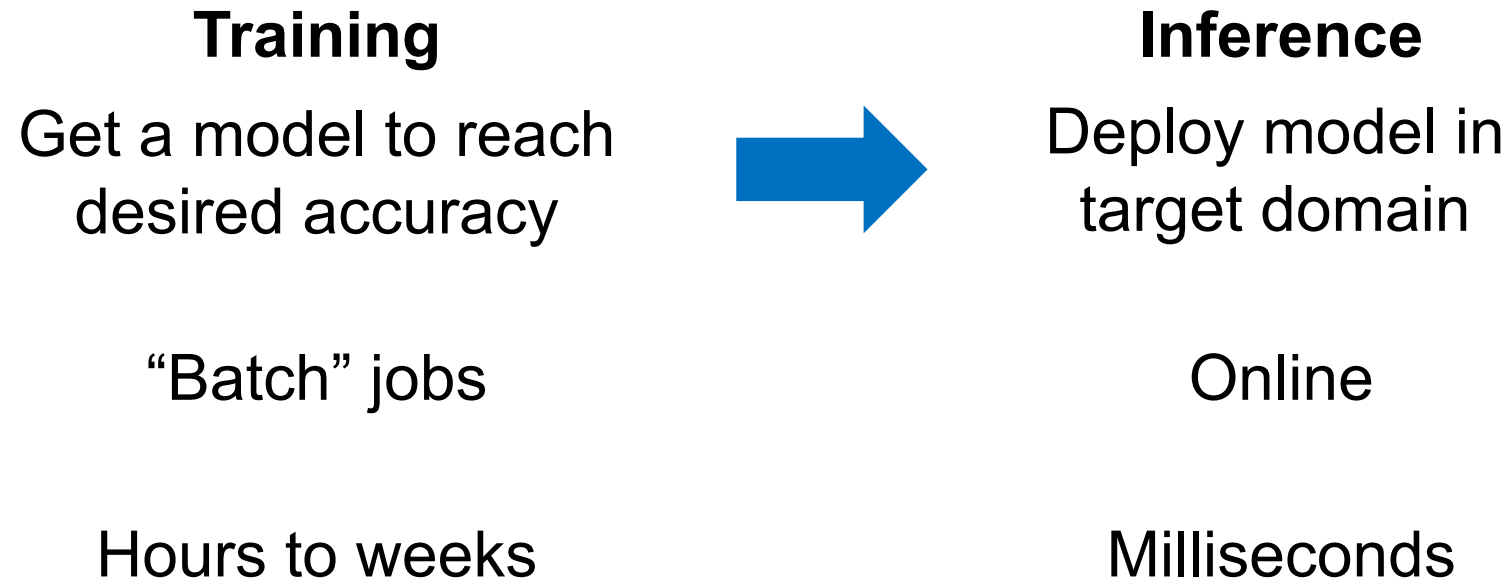 Training
Get a model to reach
desired accuracy
“Batch” jobs
Hours to weeks
Inference
Deploy model in
target domain
Online
Milliseconds